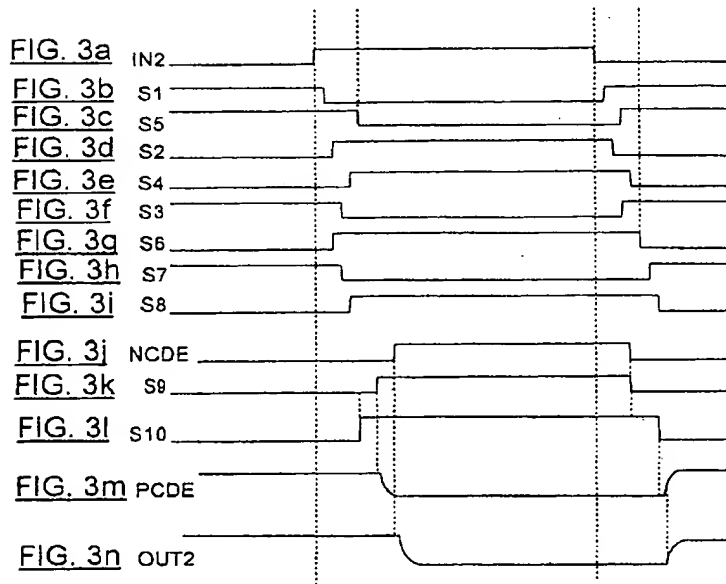 FIG. 3a IN2
FIG. 3b S1
FIG. 3c S5
FIG. 3d S2
FIG. 3e S4
FIG. 3f S3
FIG. 3g S6
FIG. 3h S7
FIG. 3i S8
FIG. 3j NCDE
FIG. 3k S9
FIG. 3l S10
FIG. 3m PCDE
FIG. 3n OUT2